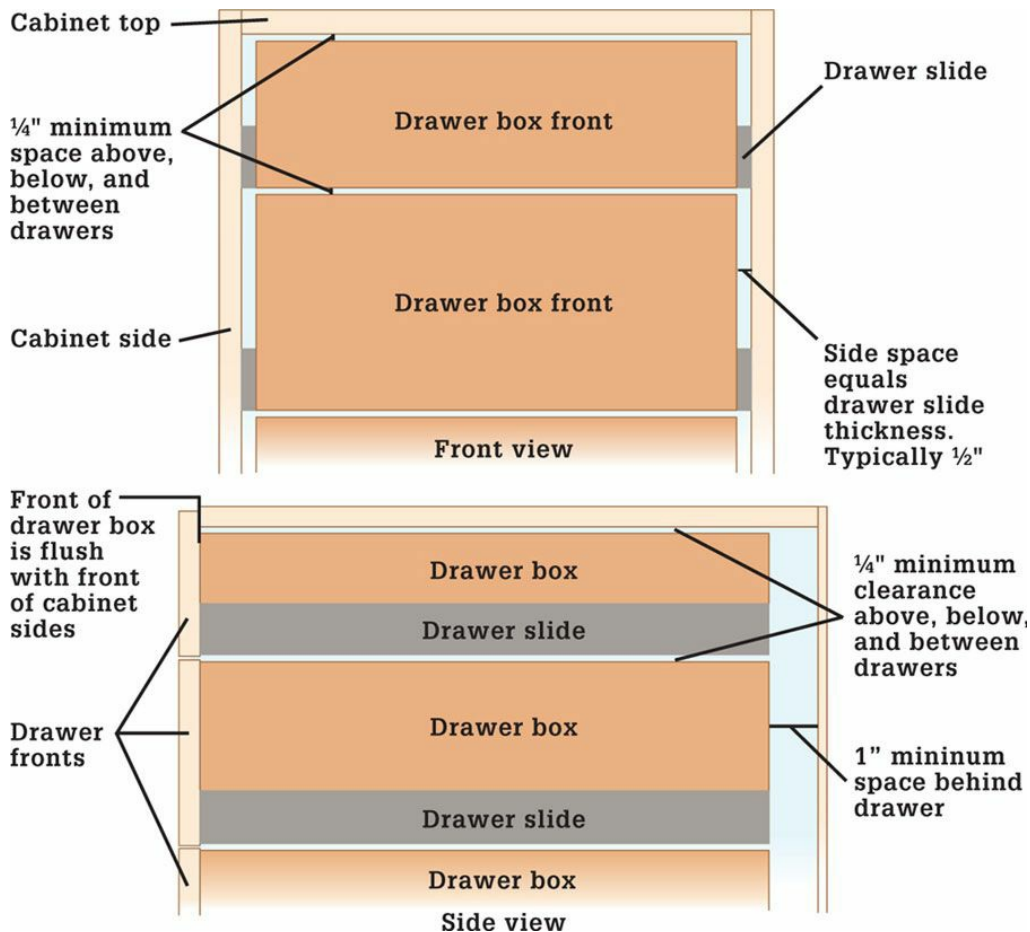 Cabinet top
¼" minimum
space above,
below, and
between
drawers
Cabinet side
Drawer box front
Drawer box front
Front view
Drawer slide
Side space
equals
drawer slide
thickness.
Typically ½"
Front of
drawer box
is flush
with front
of cabinet
sides
Drawer
fronts
Drawer box
Drawer slide
Drawer box
Drawer slide
Drawer box
Side view
¼" minimum
clearance
above, below,
and between
drawers
1” mininum
space behind
drawer